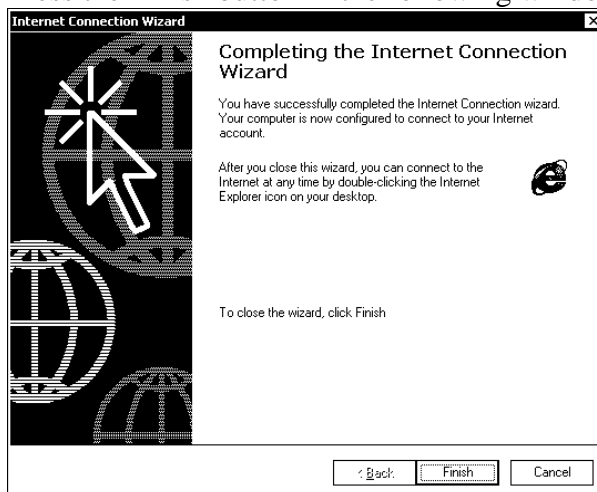 Internet Connection Wizard
Completing the Internet Connection
Wizard
You have successfully completed the Internet Connection wizard.
Your computer is now configured to connect to your Internet
account.
After you close this wizard, you can connect to the
Internet at any time by double-clicking the Internet
Explorer icon on your desktop.
To close the wizard, click Finish
< Back Finish Cancel